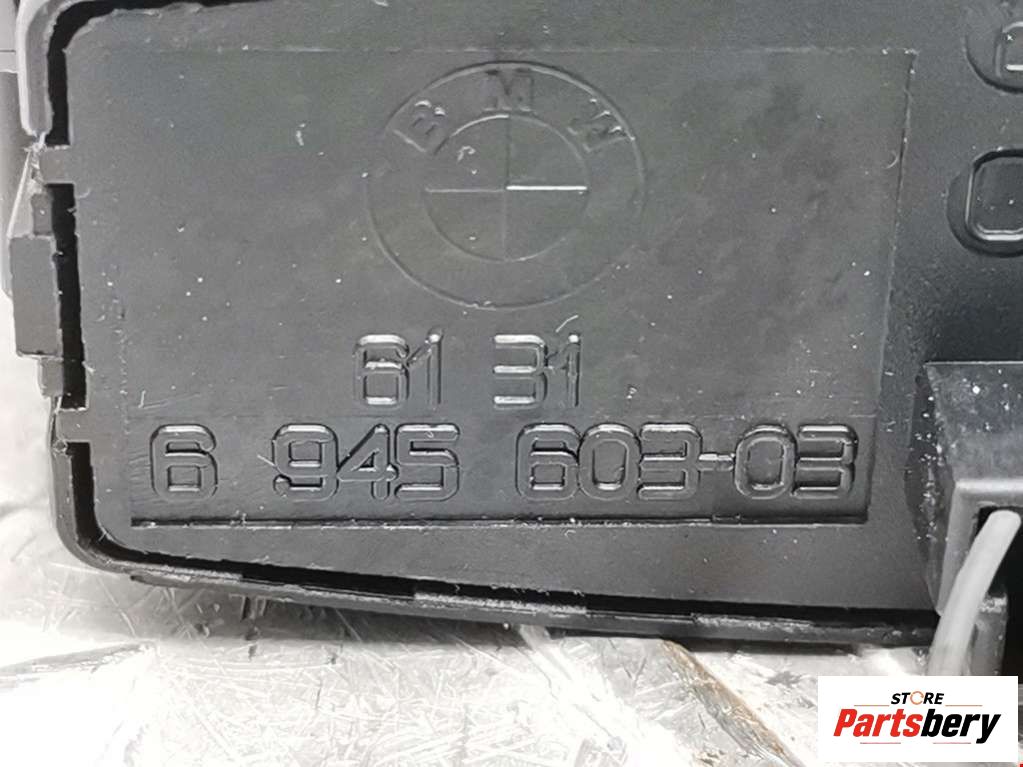 BMW
61 31
6 945 603-03
STORE
Partsbery